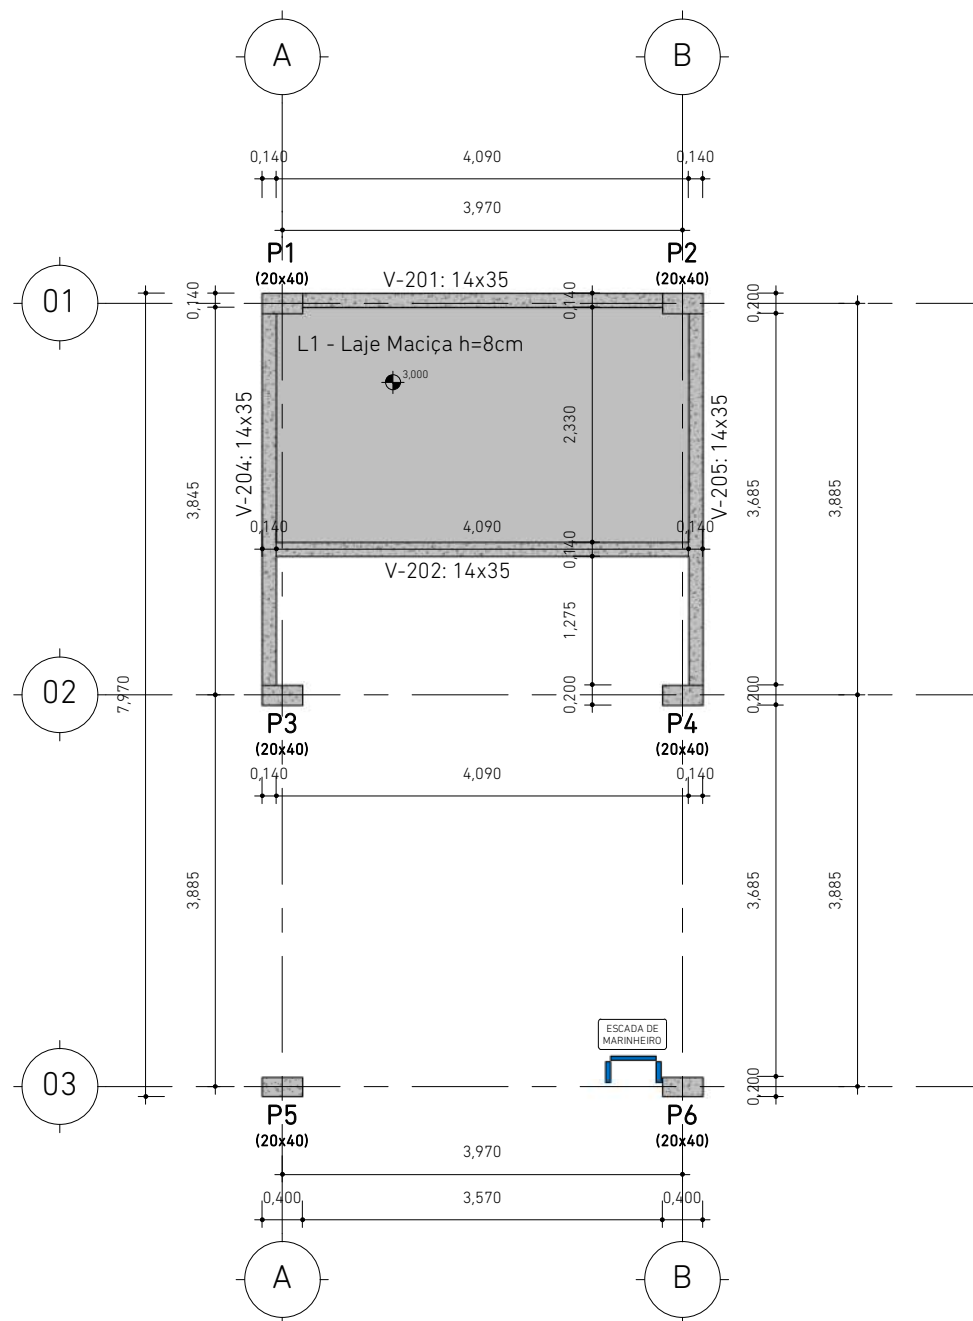 A
B
0,140
4,090
0,140
3,970
P1
(20x40)
P2
(20x40)
V-201: 14x35
01
0,140
0,140
0,200
L1 - Laje Maciça h=8cm
3,000
V-204: 14x35
V-205: 14x35
2,330
3,845
3,685
3,885
0,140
4,090
0,140
0,140
V-202: 14x35
1,275
02
7,970
0,200
0,200
P3
(20x40)
P4
(20x40)
0,140
4,090
0,140
3,885
3,685
3,885
ESCADA DE
MARINHEIRO
03
0,200
P5
(20x40)
P6
(20x40)
3,970
0,400
3,570
0,400
A
B